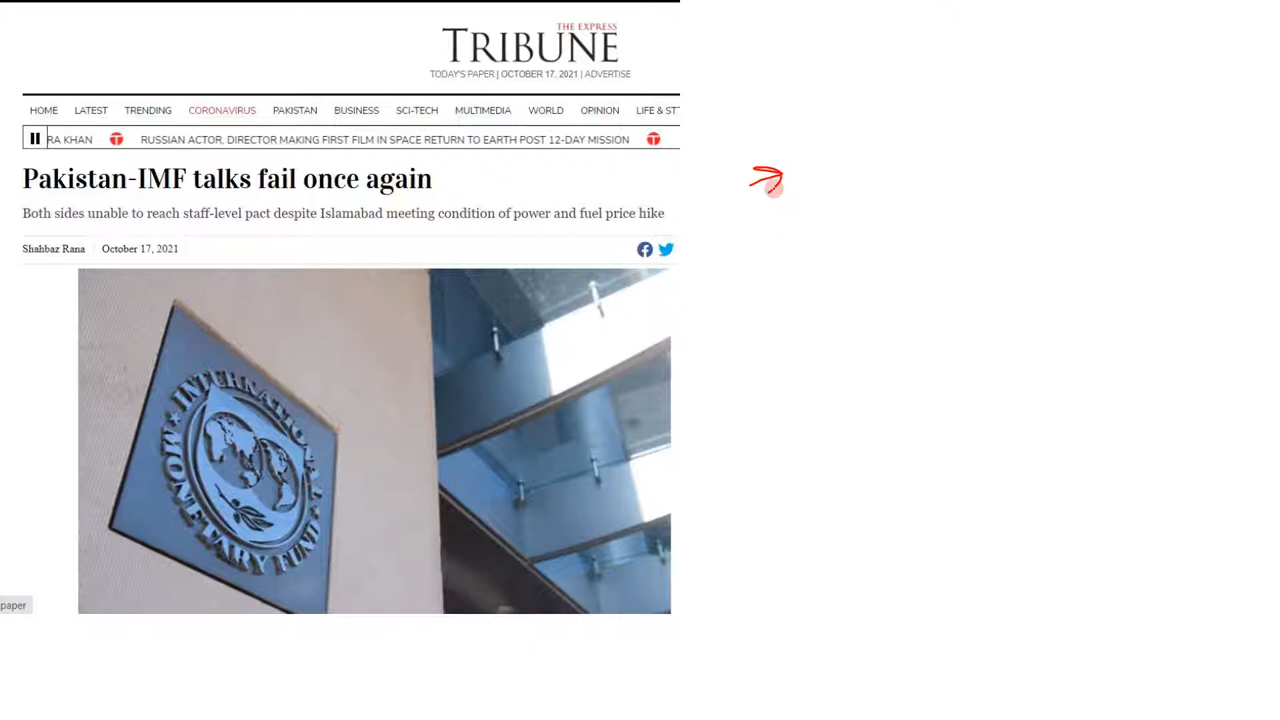 THE EXPRESS
TRIBUNE
TODAY'S PAPER | OCTOBER 17, 2021 | ADVERTISE
HOME LATEST TRENDING CORONAVIRUS PAKISTAN BUSINESS SCI-TECH MULTIMEDIA WORLD OPINION LIFE & ST
RA KHAN RUSSIAN ACTOR, DIRECTOR MAKING FIRST FILM IN SPACE RETURN TO EARTH POST 12-DAY MISSION
Pakistan-IMF talks fail once again
Both sides unable to reach staff-level pact despite Islamabad meeting condition of power and fuel price hike
Shahbaz Rana October 17, 2021
INTERNATIONAL MONETARY FUND
paper